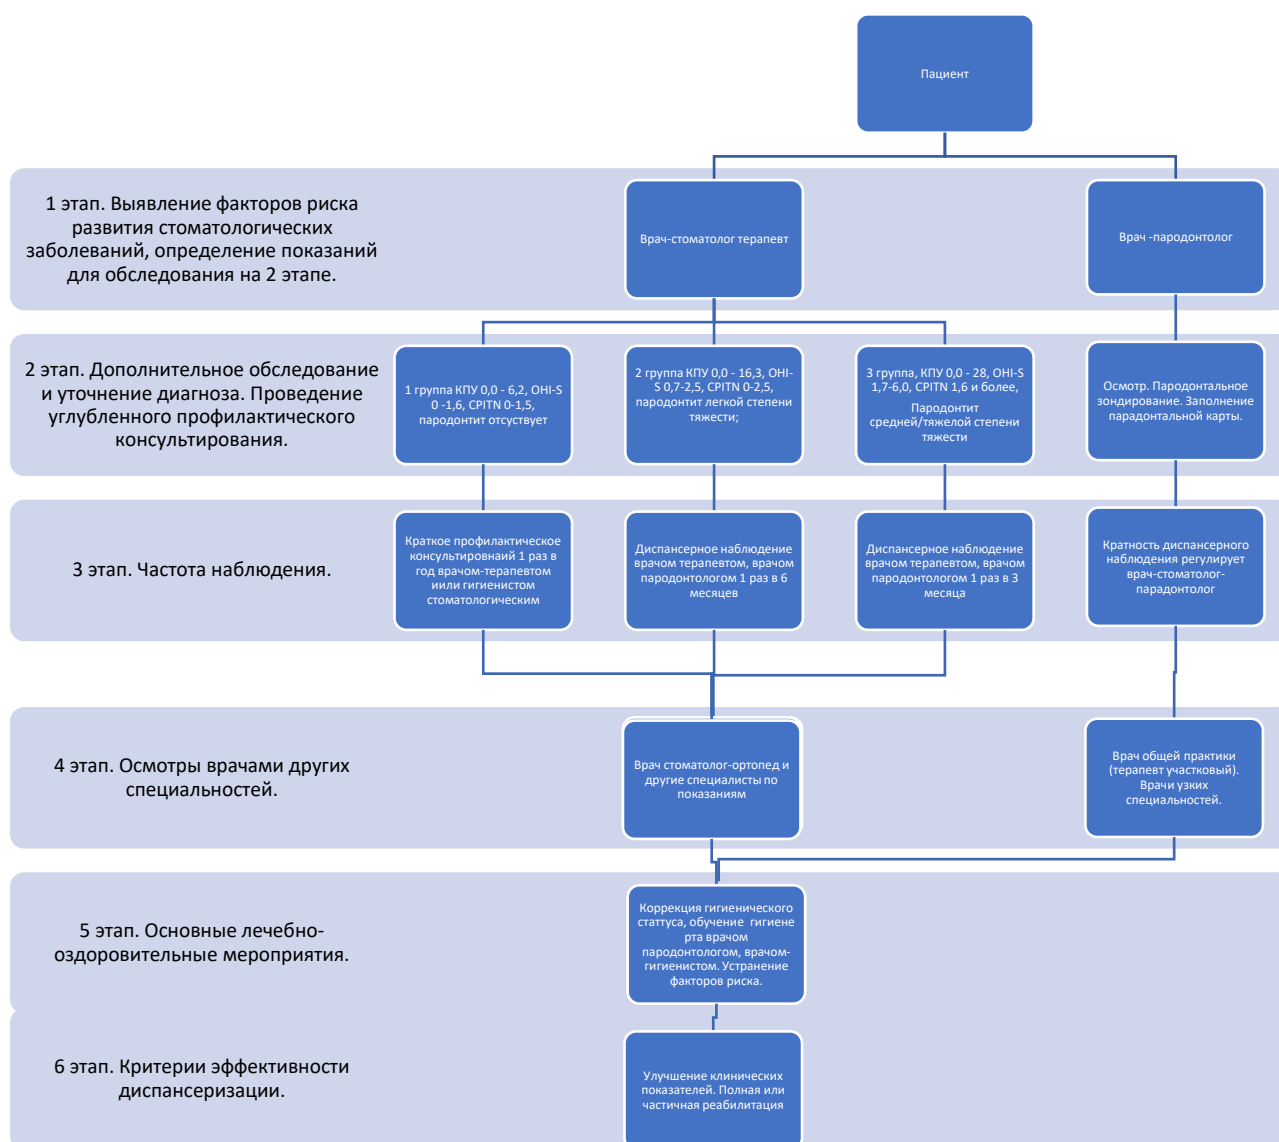 Пациент
1 этап. Выявление факторов риска
развития стоматологических
заболеваний, определение показаний
для обследования на 2 этапе.
Врач-стоматолог терапевт
Врач -пародонтолог
2 этап. Дополнительное обследование
и уточнение диагноза. Проведение
углубленного профилактического
консультирования.
1 группа КПУ 0,0 - 6,2, OHI-S
0 -1,6, CPITN 0-1,5,
пародонтит отсуствует
2 группа КПУ 0,0 - 16,3, OHI-
S 0,7-2,5, CPITN 0-2,5,
пародонтит легкой степени
тяжести;
3 группа, КПУ 0,0 - 28, OHI-S
1,7-6,0, CPITN 1,6 и более,
Пародонтит
средней/тяжелой степени
тяжести
Осмотр. Пародонтальное
зондирование. Заполнение
парадонтальной карты.
3 этап. Частота наблюдения.
Краткое профилактическое
консультировнаий 1 раз в
год врачом-терапевтом
иили гигиенистом
стоматологическим
Диспансерное наблюдение
врачом терапевтом, врачом
пародонтологом 1 раз в 6
месяцев
Диспансерное наблюдение
врачом терапевтом, врачом
пародонтологом 1 раз в 3
месяца
Кратность диспансерного
наблюдения регулирует
врач-стоматолог-
парадонтолог
4 этап. Осмотры врачами других
специальностей.
Врач стоматолог-ортопед и
другие специалисты по
показаниям
Врач общей практики
(терапевт участковый).
Врачи узких
специальностей.
5 этап. Основные лечебно-
оздоровительные мероприятия.
Коррекция гигиенического
статтуса, обучение гигиене
рта врачом
пародонтологом, врачом-
гигиенистом. Устранение
факторов риска.
6 этап. Критерии эффективности
диспансеризации.
Улучшение клинических
показателей. Полная или
частичная реабилитация